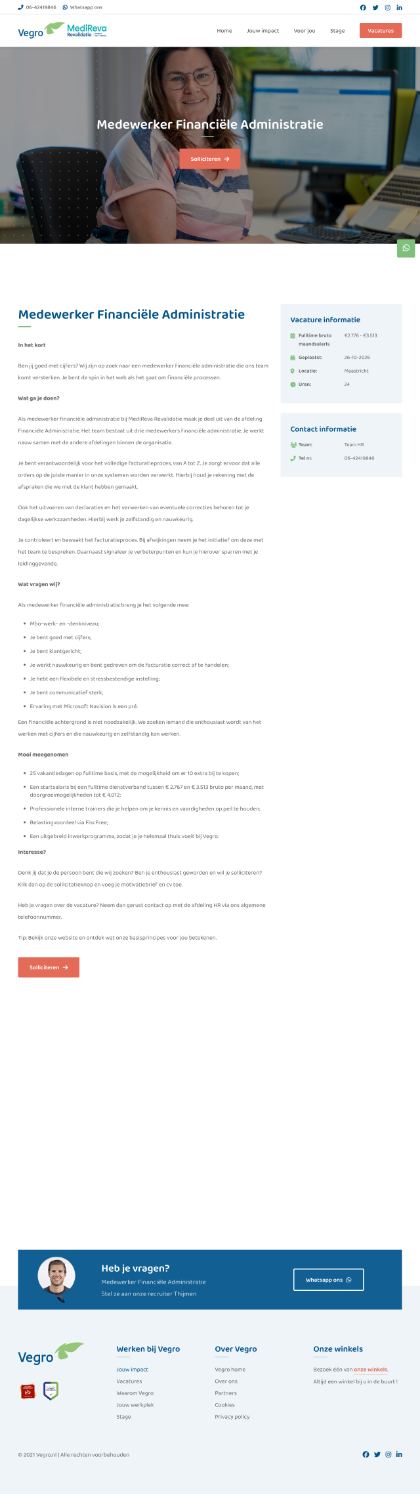 06-42419846 Whatsapp ons
Vegro MediReva Revalidatie
Home Jouw impact Voor jou Stage Vacatures
Medewerker Financiële Administratie
Solliciteren
Medewerker Financiële Administratie
In het kort
Ben jij goed met cijfers? Wij zijn op zoek naar een medewerker financiële administratie die ons team
komt versterken. Je bent de spin in het web als het gaat om financiële processen.
Wat ga je doen?
Als medewerker financiële administratie bij MediReva Revalidatie maak je deel uit van de afdeling
Financiële Administratie. Het team bestaat uit drie medewerkers financiële administratie. Je werkt
nauw samen met de andere afdelingen binnen de organisatie.
Je bent verantwoordelijk voor het volledige facturatieproces, van A tot Z. Je zorgt ervoor dat alle
orders op de juiste manier in onze systemen worden verwerkt. Hierbij houd je rekening met de
afspraken die we met de klant hebben gemaakt.
Ook het uitvoeren van declaraties en het verwerken van eventuele correcties behoren tot je
dagelijkse werkzaamheden. Hierbij werk je zelfstandig en nauwkeurig.
Je controleert en bewaakt het facturatieproces. Bij afwijkingen neem je het initiatief om deze met
het team te bespreken. Daarnaast signaleer je verbeterpunten en kun je hierover sparren met je
leidinggevende.
Wat vragen wij?
Als medewerker financiële administratie breng je het volgende mee:
Mbo-werk- en -denkniveau;
Je bent goed met cijfers;
Je bent klantgericht;
Je werkt nauwkeurig en bent gedreven om de facturatie correct af te handelen;
Je hebt een flexibele en stressbestendige instelling;
Je bent communicatief sterk;
Ervaring met Microsoft Navision is een pré.
Een financiële achtergrond is niet noodzakelijk. We zoeken iemand die enthousiast wordt van het
werken met cijfers en die nauwkeurig en zelfstandig kan werken.
Mooi meegenomen
25 vakantiedagen op fulltime basis, met de mogelijkheid om er 10 extra bij te kopen;
Een startsalaris bij een fulltime dienstverband tussen € 2.767 en € 3.513 bruto per maand, met
doorgroeimogelijkheden tot € 4.012;
Professionele interne trainers die je helpen om je kennis en vaardigheden op peil te houden;
Belastingvoordeel via FiscFree;
Een uitgebreid inwerkprogramma, zodat je je helemaal thuis voelt bij Vegro.
Interesse?
Denk jij dat je de persoon bent die wij zoeken? Ben je enthousiast geworden en wil je solliciteren?
Klik dan op de sollicitatieknop en voeg je motivatiebrief en cv toe.
Heb je vragen over de vacature? Neem dan gerust contact op met de afdeling HR via ons algemene
telefoonnummer.
Tip: Bekijk onze website en ontdek wat onze basisprincipes voor jou betekenen.
Solliciteren
Vacature informatie
Fulltime bruto maandsalaris: €2.776 - €3.513
Geplaatst: 26-10-2025
Locatie: Maastricht
Uren: 24
Contact informatie
Team: Team HR
Tel nr.: 06-42419846
Heb je vragen?
Medewerker Financiële Administratie
Stel ze aan onze recruiter Thijmen
Whatsapp ons
Vegro
Werken bij Vegro
Jouw impact
Vacatures
Waarom Vegro
Jouw werkplek
Stage
Over Vegro
Vegro home
Over ons
Partners
Cookies
Privacy policy
Onze winkels
Bezoek één van onze winkels.
Altijd een winkel bij u in de buurt!
© 2021 Vegro.nl | Alle rechten voorbehouden